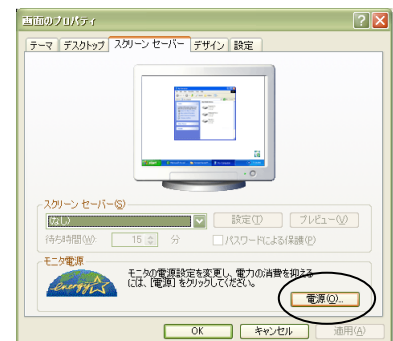 画面のプロパティ
テーマ デスクトップ スクリーン セーバー デザイン 設定
スクリーン セーバー(S)
(なし) 設定(T) プレビュー(V)
待ち時間(W) 15 分 パスワードによる保護(P)
モニタ電源
モニタの電源設定を変更し、電力の消費を抑える
には、[電源] をクリックしてください。
energy
電源(O)...
OK キャンセル 適用(A)